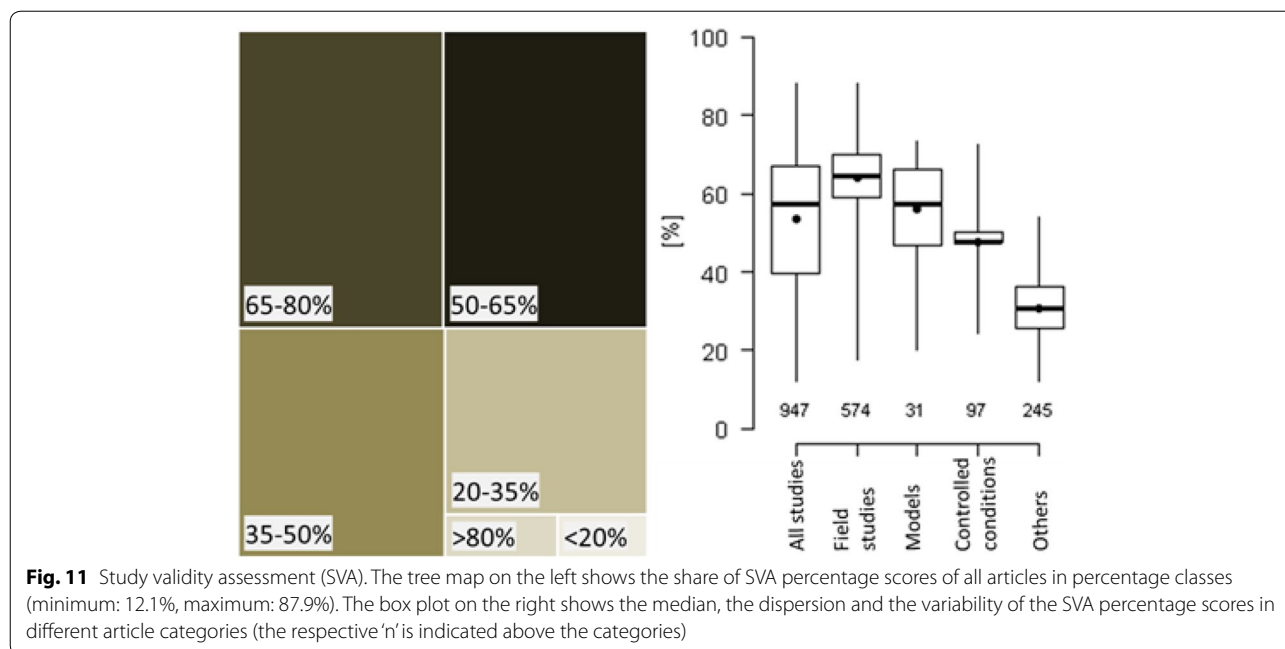 65-80%
50-65%
35-50%
20-35%
>80%
<20%
[%]
100
80
60
40
20
0
947 574 31 97 245
All studies
Field
studies
Models
Controlled
conditions
Others
Fig. 11 Study validity assessment (SVA). The tree map on the left shows the share of SVA percentage scores of all articles in percentage classes
(minimum: 12.1%, maximum: 87.9%). The box plot on the right shows the median, the dispersion and the variability of the SVA percentage scores in
different article categories (the respective ‘n’ is indicated above the categories)